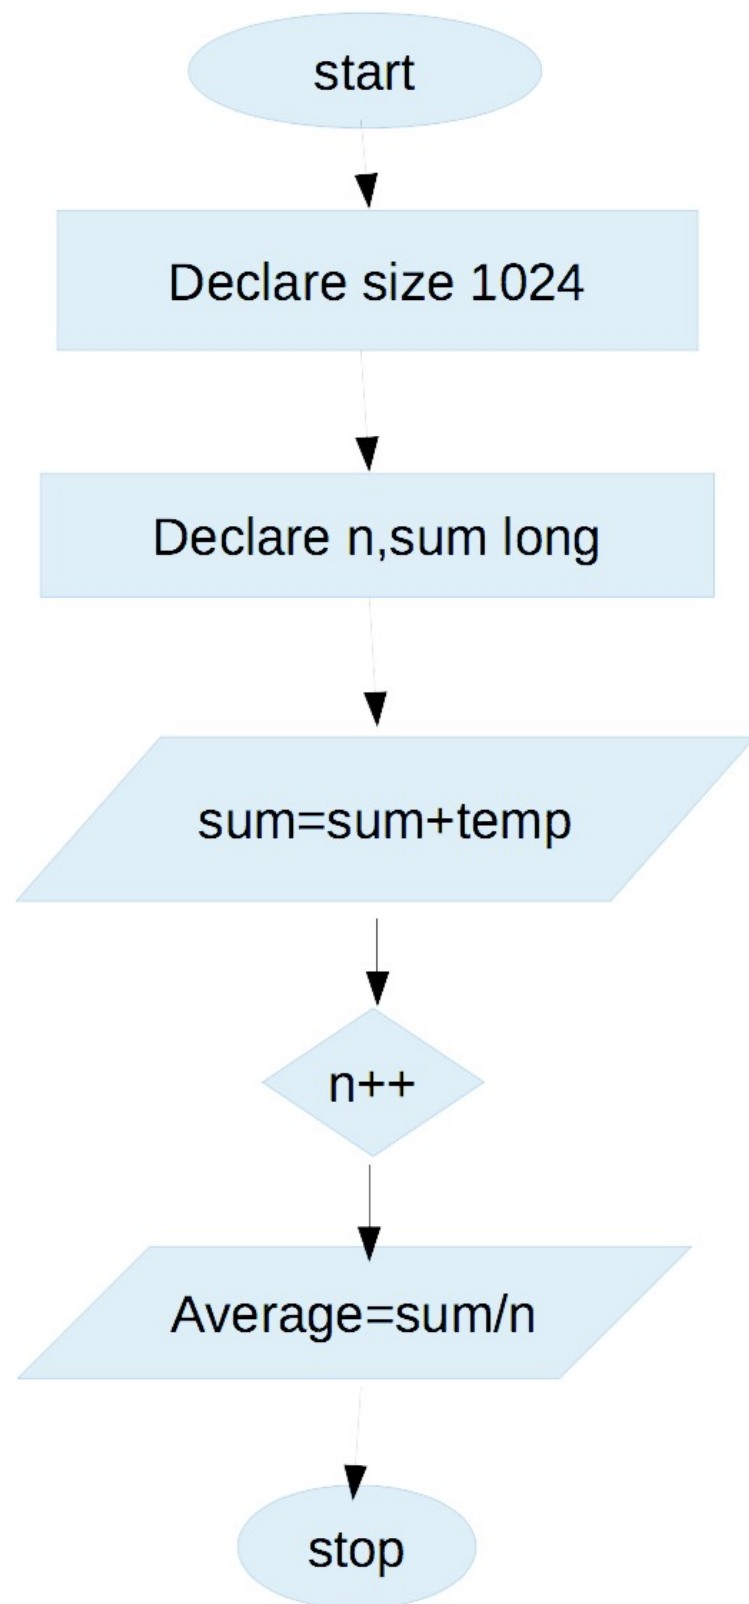 start
Declare size 1024
Declare n,sum long
sum=sum+temp
n++
Average=sum/n
stop